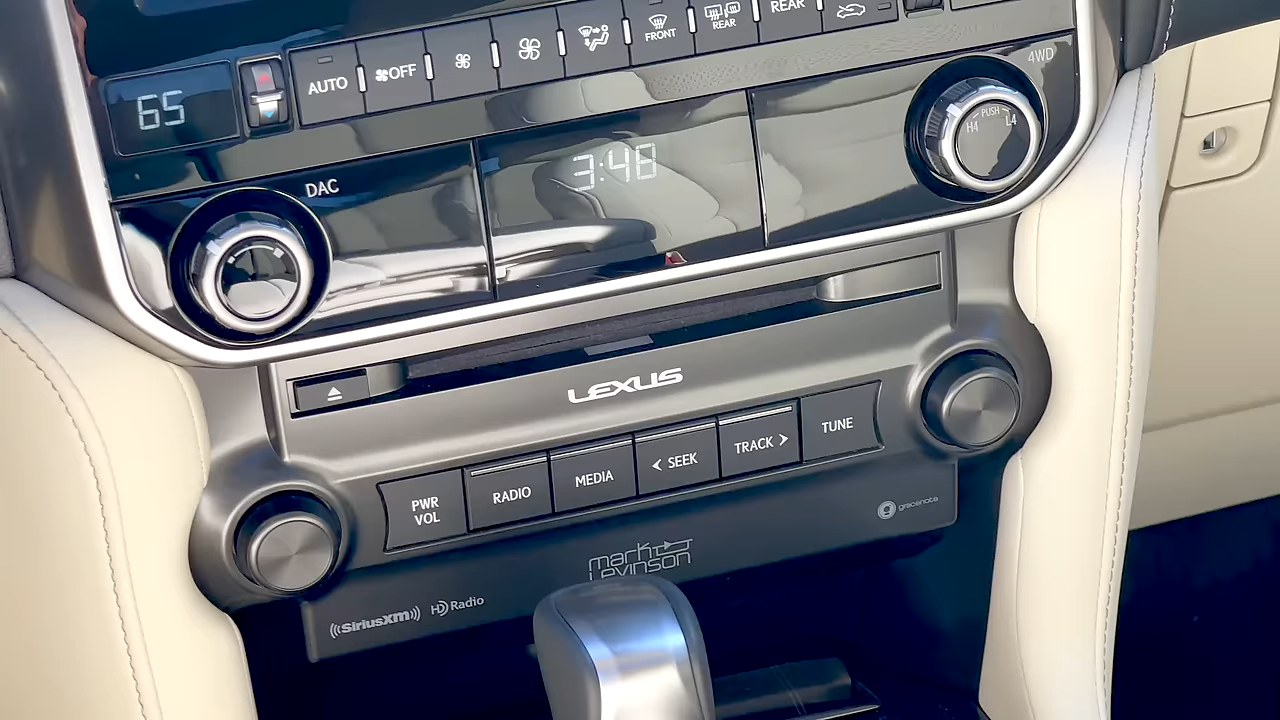 65
AUTO
OFF
FRONT
REAR
REAR
4WD
DAC
3:48
PUSH
H4 L4
LEXUS
PWR
VOL
RADIO
MEDIA
< SEEK
TRACK >
TUNE
gracenote
mark
Levinson
SiriusXM
HD Radio